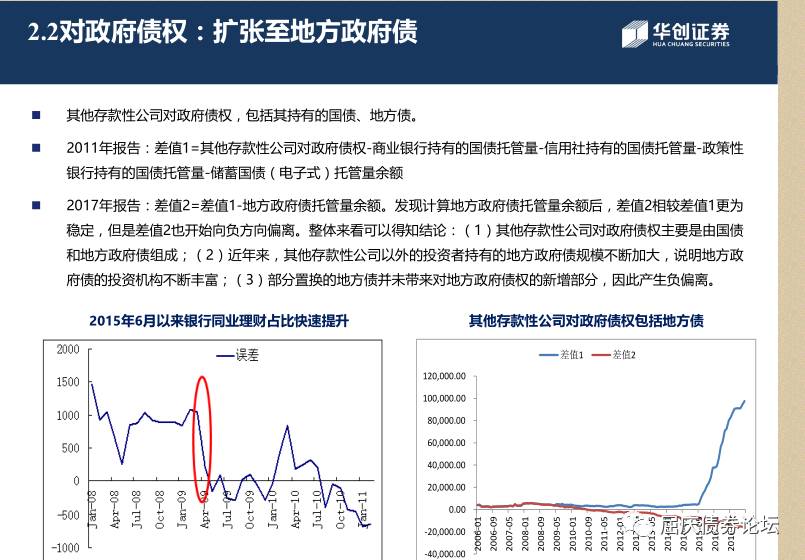 2.2对政府债权：扩张至地方政府债
华创证券
HUA CHUANG SECURITIES
其他存款性公司对政府债权，包括其持有的国债、地方债。
2011年报告：差值1=其他存款性公司对政府债权-商业银行持有的国债托管量-信用社持有的国债托管量-政策性
银行持有的国债托管量-储蓄国债（电子式）托管量余额
2017年报告：差值2=差值1-地方政府债托管量余额。发现计算地方政府债托管量余额后，差值2相较差值1更为
稳定，但是差值2也开始向负方向偏离。整体来看可以得知结论：（1）其他存款性公司对政府债权主要是由国债
和地方政府债组成；（2）近年来，其他存款性公司以外的投资者持有的地方政府债规模不断加大，说明地方政
府债的投资机构不断丰富；（3）部分置换的地方债并未带来对地方政府债权的新增部分，因此产生负偏离。
2015年6月以来银行同业理财占比快速提升
误差
2000
1500
1000
500
0
-500
-1000
Jan-08
Apr-08
Jul-08
Oct-08
Jan-09
Apr-09
Jul-09
Oct-09
Jan-10
Apr-10
Jul-10
Oct-10
Jan-11
其他存款性公司对政府债权包括地方债
差值1 差值2
120,000.00
100,000.00
80,000.00
60,000.00
40,000.00
20,000.00
0.00
-20,000.00
-40,000.00
2006-01
2006-09
2007-05
2008-01
2008-09
2009-05
2010-01
2010-09
2011-05
2012-01
2012-09
2013-05
屈庆债券论坛